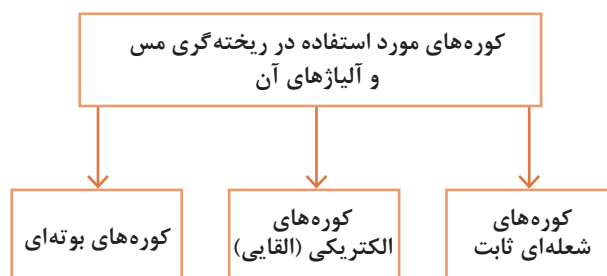 کوره‌های مورد استفاده در ریخته‌گری مس
و آلیاژهای آن
کوره‌های
شعله‌ای ثابت
کوره‌های
الکتریکی (القایی)
کوره‌های بوته‌ای